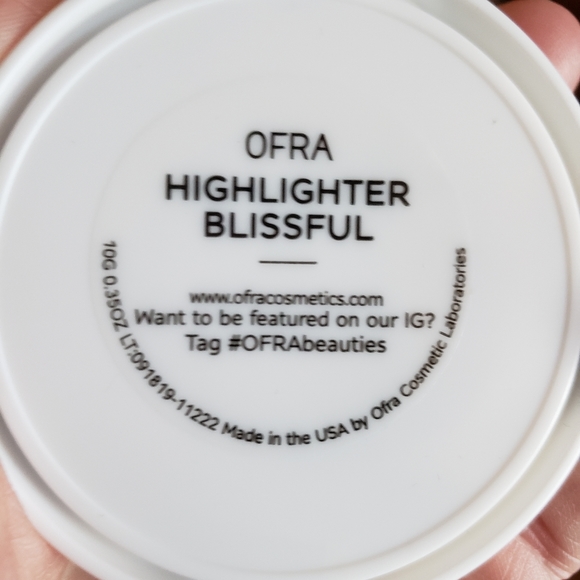 OFRA
HIGHLIGHTER
BLISSFUL
www.ofracosmetics.com
Want to be featured on our IG?
Tag #OFRAbeauties
10G 0.35OZ LT:091819-11222 Made in the USA by Ofra Cosmetic Laboratories